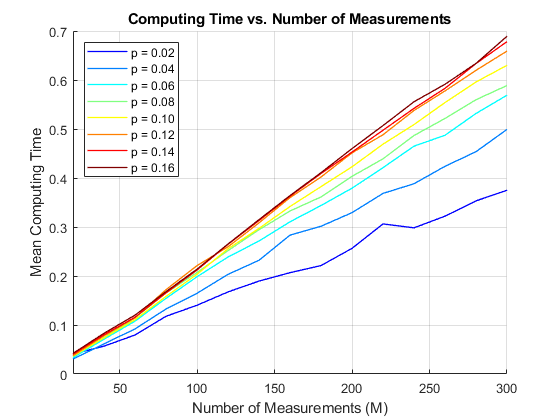 Computing Time vs. Number of Measurements
Mean Computing Time
0.7
0.6
0.5
0.4
0.3
0.2
0.1
0
p = 0.02
p = 0.04
p = 0.06
p = 0.08
p = 0.10
p = 0.12
p = 0.14
p = 0.16
50 100 150 200 250 300
Number of Measurements (M)